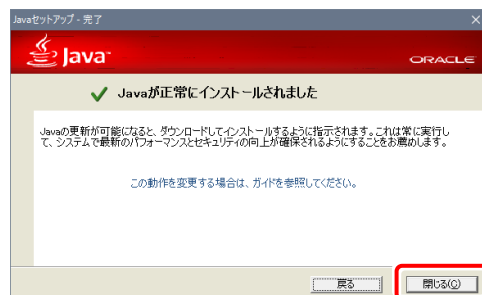 Javaセットアップ - 完了
Java
ORACLE
Javaが正常にインストールされました
Javaの更新が可能になると、ダウンロードしてインストールするように指示されます。これは常に実行し
て、システムで最新のパフォーマンスとセキュリティの向上が確保されるようにすることをお薦めします。
この動作を変更する場合は、ガイドを参照してください。
戻る
閉じる(C)